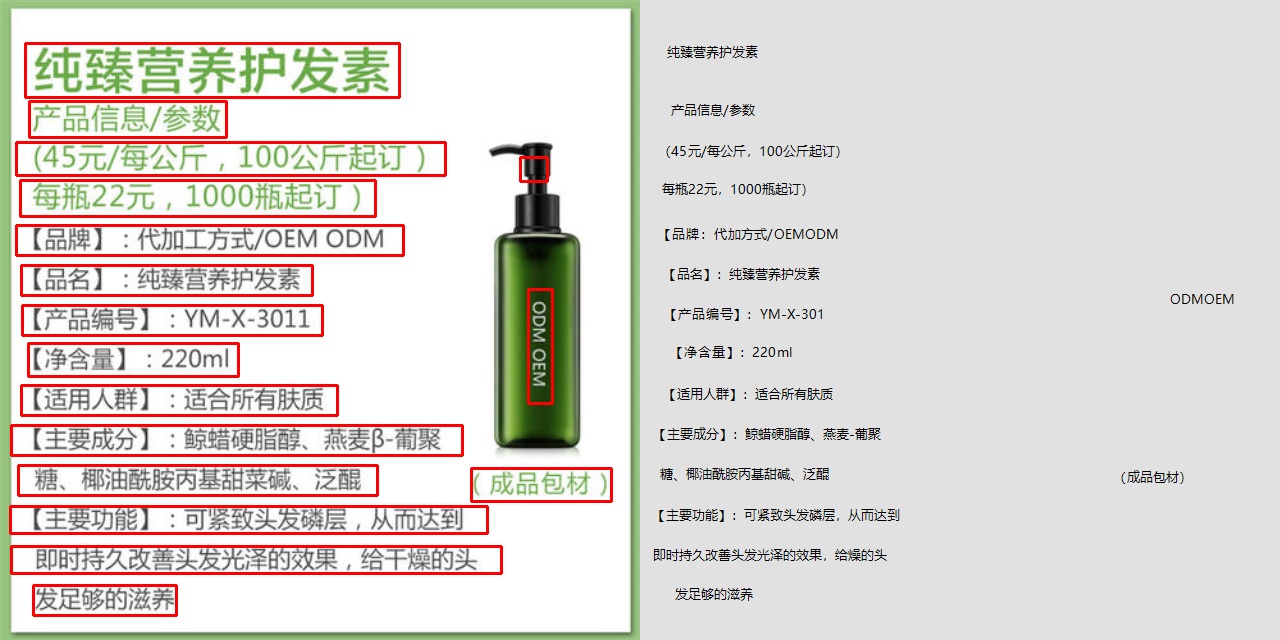 纯臻营养护发素
产品信息/参数
(45元/每公斤，100公斤起订）
每瓶22元，1000瓶起订）
【品牌】：代加工方式/OEM ODM
【品名】：纯臻营养护发素
【产品编号】：YM-X-3011
【净含量】：220ml
【适用人群】：适合所有肤质
【主要成分】：鲸蜡硬脂醇、燕麦β-葡聚
糖、椰油酰胺丙基甜菜碱、泛醌
【主要功能】：可紧致头发磷层，从而达到
即时持久改善头发光泽的效果，给干燥的头
发足够的滋养
ODM OEM
（成品包材）
纯臻营养护发素
产品信息/参数
（45元/每公斤，100公斤起订）
每瓶22元，1000瓶起订）
【品牌：代加方式/OEMODM
【品名】：纯臻营养护发素
【产品编号】：YM-X-301
【净含量】：220ml
【适用人群】：适合所有肤质
【主要成分】：鲸蜡硬脂醇、燕麦-葡聚
糖、椰油酰胺丙基甜碱、泛醌
【主要功能】：可紧致头发磷层，从而达到
即时持久改善头发光泽的效果，给燥的头
发足够的滋养
ODMOEM
（成品包材）